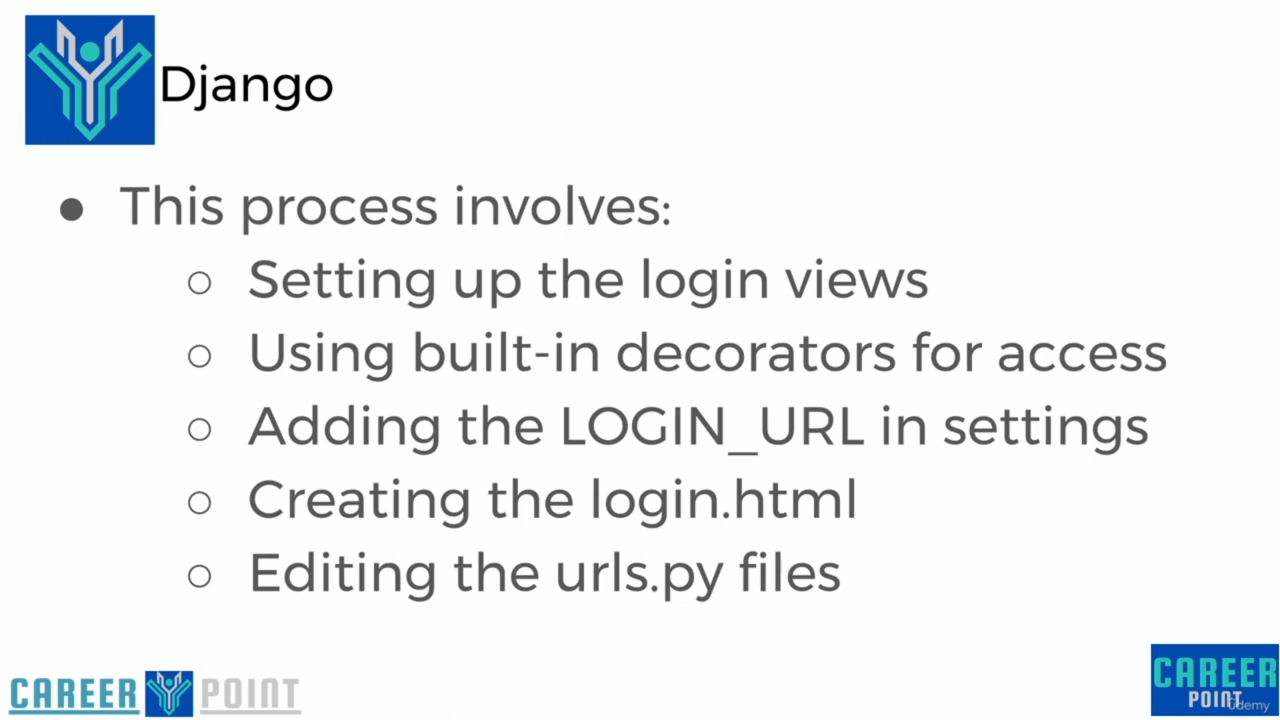 Django
● This process involves:
○ Setting up the login views
○ Using built-in decorators for access
○ Adding the LOGIN_URL in settings
○ Creating the login.html
○ Editing the urls.py files
CAREER POINT
CAREER
POINT
Udemy